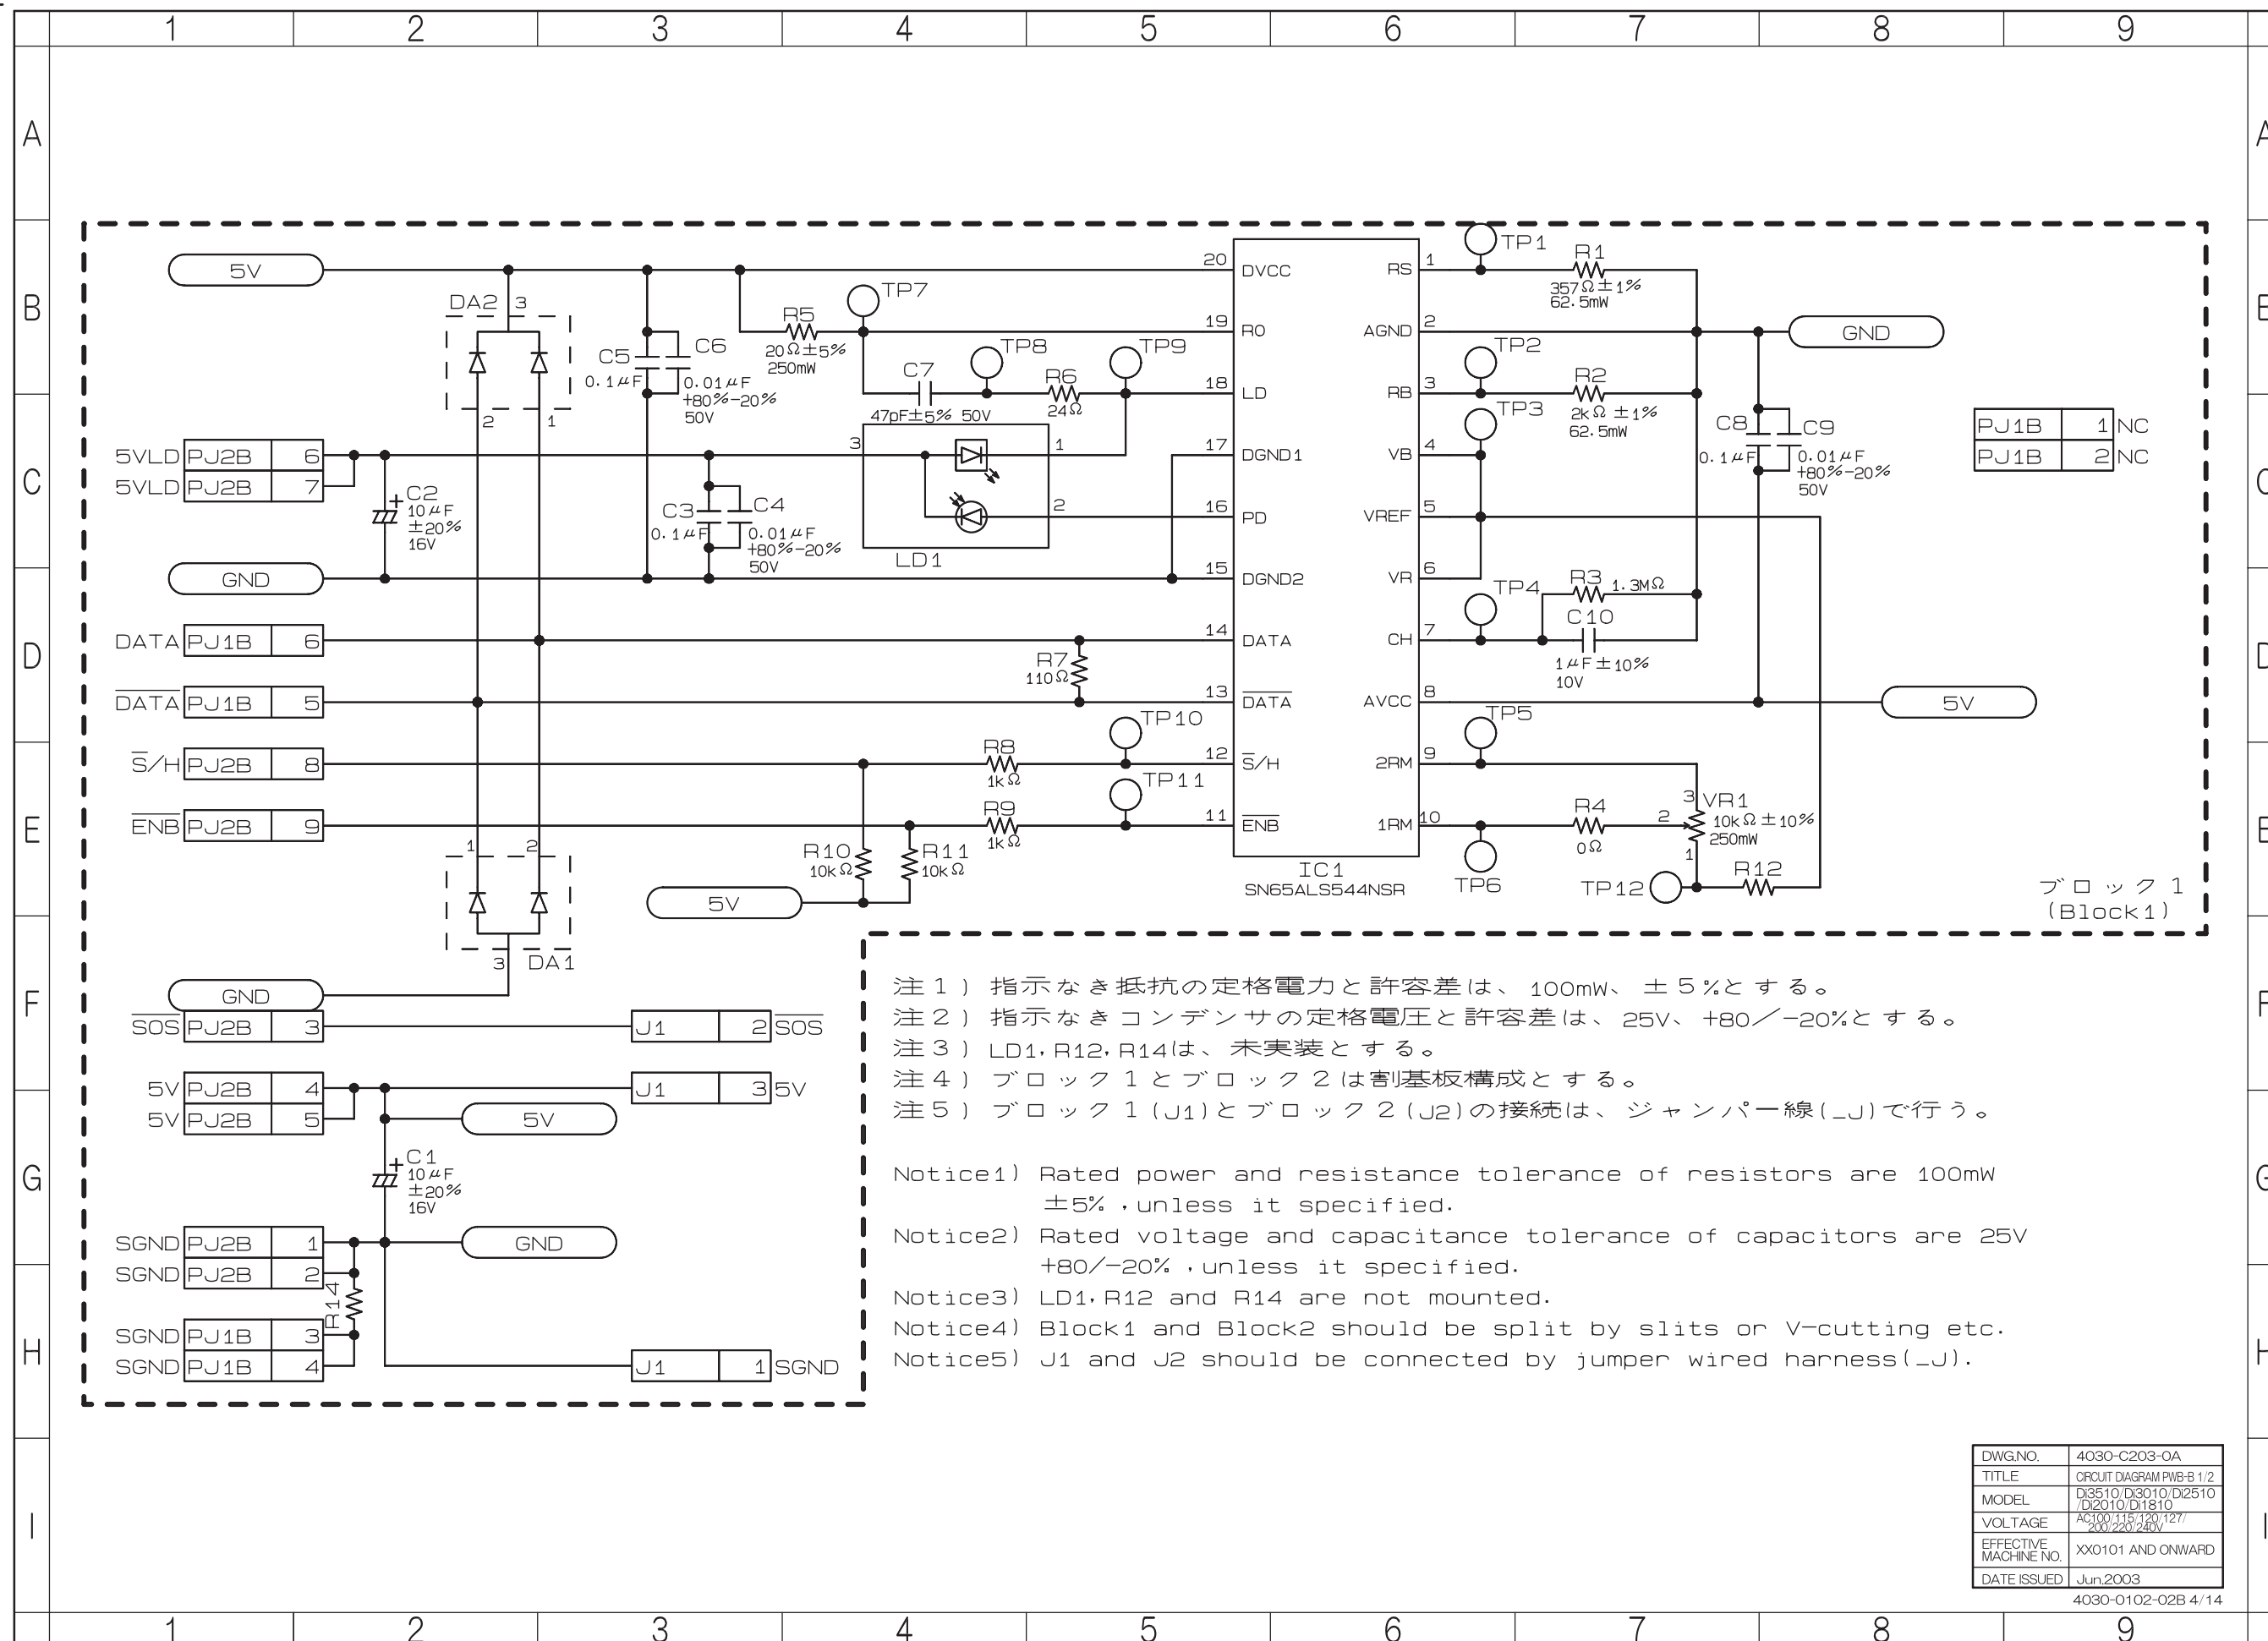 1 2 3 4 5 6 7 8 9
A
B
C
D
E
F
G
H
I
5V
DA2 3
2 1
C5
0.1μF
C6
0.01μF
+80%-20%
50V
R5
20Ω±5%
250mW
TP7
C7
47pF±5% 50V
TP8
R6
24Ω
TP9
5VLD PJ2B 6
5VLD PJ2B 7
C2
+
10μF
±20%
16V
C3
0.1μF
C4
0.01μF
+80%-20%
50V
3 1
2
LD1
GND
DATA PJ1B 6
D̅A̅T̅A̅ PJ1B 5
R7
110Ω
S̅/H PJ2B 8
R8
1kΩ
TP10
E̅N̅B̅ PJ2B 9
R9
1kΩ
TP11
R10
10kΩ
R11
10kΩ
5V
1 2
3 DA1
GND
20 DVCC RS 1
19 RO AGND 2
18 LD RB 3
17 DGND1 VB 4
16 PD VREF 5
15 DGND2 VR 6
14 DATA CH 7
13 D̅A̅T̅A̅ AVCC 8
12 S̅/H 2RM 9
11 E̅N̅B̅ 1RM 10
IC1
SN65ALS544NSR
TP1
R1
357Ω±1%
62.5mW
GND
TP2
R2
2kΩ ±1%
62.5mW
TP3
C8
0.1μF
C9
0.01μF
+80%-20%
50V
PJ1B 1 NC
PJ1B 2 NC
TP4
R3 1.3MΩ
C10
1μF±10%
10V
5V
TP5
R4
0Ω
TP6
3 VR1
2 10kΩ±10%
250mW
1
TP12
R12
ブロック1
(Block1)
S̅O̅S̅ PJ2B 3
J1 2 S̅O̅S̅
5V PJ2B 4
J1 3 5V
5V PJ2B 5
5V
C1
+
10μF
±20%
16V
SGND PJ2B 1
GND
SGND PJ2B 2
R14
SGND PJ1B 3
SGND PJ1B 4
J1 1 SGND
注1) 指示なき抵抗の定格電力と許容差は、100mW、±5%とする。
注2) 指示なきコンデンサの定格電圧と許容差は、25V、+80/-20%とする。
注3) LD1,R12,R14は、未実装とする。
注4) ブロック1とブロック2は割基板構成とする。
注5) ブロック1(J1)とブロック2(J2)の接続は、ジャンパー線(_J)で行う。
Notice1) Rated power and resistance tolerance of resistors are 100mW
±5% ,unless it specified.
Notice2) Rated voltage and capacitance tolerance of capacitors are 25V
+80/-20% ,unless it specified.
Notice3) LD1,R12 and R14 are not mounted.
Notice4) Block1 and Block2 should be split by slits or V-cutting etc.
Notice5) J1 and J2 should be connected by jumper wired harness(_J).
DWG.NO. 4030-C203-0A
TITLE CIRCUIT DIAGRAM PWB-B 1/2
MODEL Di3510/Di3010/Di2510
/Di2010/Di1810
VOLTAGE AC100/115/120/127/
200/220/240V
EFFECTIVE
MACHINE NO. XX0101 AND ONWARD
DATE ISSUED Jun.2003
4030-0102-02B 4/14
A
B
C
D
E
F
G
H
I
1 2 3 4 5 6 7 8 9